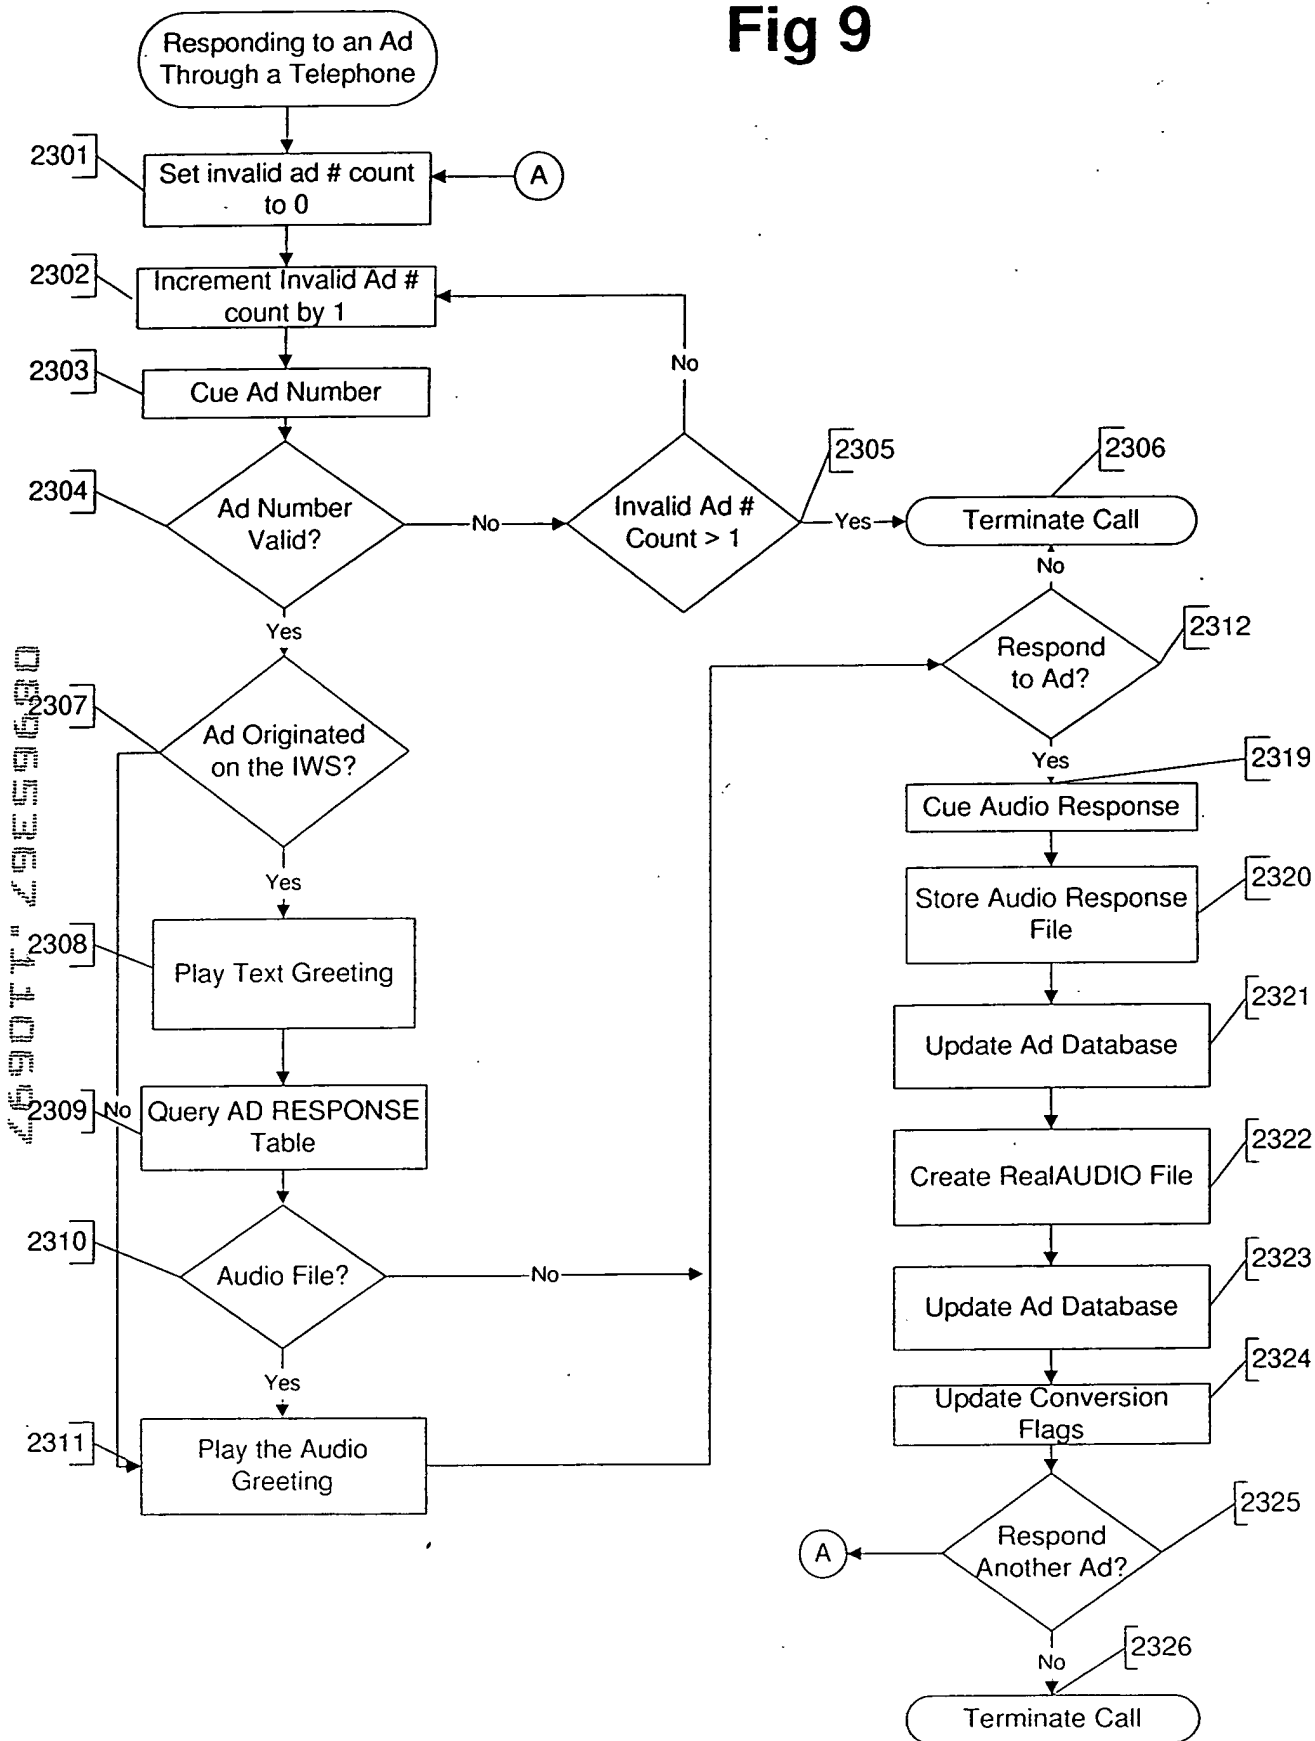 Fig 9
Responding to an Ad
Through a Telephone
2301
Set invalid ad # count
to 0
A
2302
Increment Invalid Ad #
count by 1
No
2303
Cue Ad Number
2304
Ad Number
Valid?
No
2305
Invalid Ad #
Count > 1
Yes
2306
Terminate Call
No
Yes
2312
Respond
to Ad?
2307
Ad Originated
on the IWS?
Yes
2319
Cue Audio Response
Yes
2320
Store Audio Response
File
2308
Play Text Greeting
2321
Update Ad Database
2309
No
Query AD RESPONSE
Table
2322
Create RealAUDIO File
2310
Audio File?
No
2323
Update Ad Database
Yes
2324
Update Conversion
Flags
2311
Play the Audio
Greeting
2325
Respond
Another Ad?
A
No
2326
Terminate Call